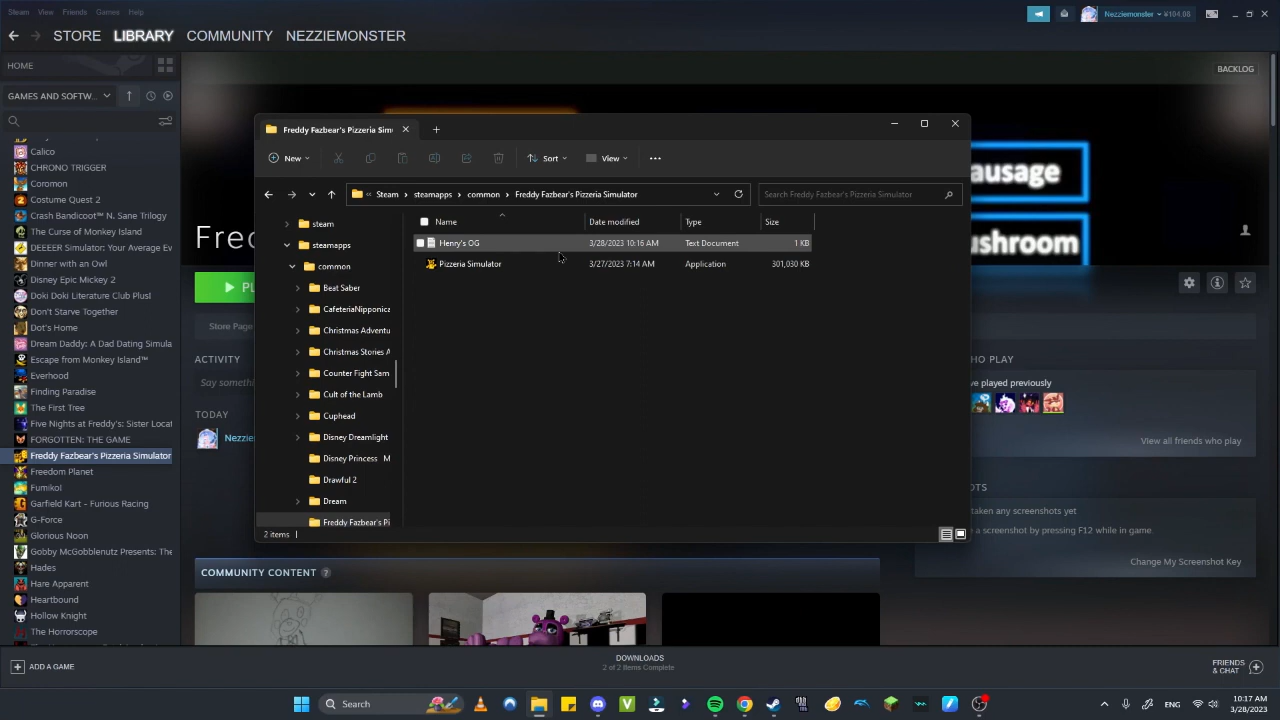 Steam View Friends Games Help
Nezziemonster ¥104.68
STORE LIBRARY COMMUNITY NEZZIEMONSTER
HOME
BACKLOG
GAMES AND SOFTW...
Calico
CHRONO TRIGGER
Coromon
Costume Quest 2
Crash Bandicoot™ N. Sane Trilogy
The Curse of Monkey Island
DEEEER Simulator: Your Average Ev
Dinner with an Owl
Disney Epic Mickey 2
Doki Doki Literature Club Plus!
Don't Starve Together
Dot's Home
Dream Daddy: A Dad Dating Simula
Escape from Monkey Island™
Everhood
Finding Paradise
The First Tree
Five Nights at Freddy's: Sister Locat
FORGOTTEN: THE GAME
Freddy Fazbear's Pizzeria Simulator
Freedom Planet
Fumiko!
Garfield Kart - Furious Racing
G-Force
Glorious Noon
Gobby McGobblenutz Presents: The
Hades
Hare Apparent
Heartbound
Hollow Knight
The Horrorscope
ADD A GAME
Fre
PL
Store Page
ACTIVITY
Say someth
TODAY
Nezzie
Freddy Fazbear's Pizzeria Sim
New Sort View
Steam steamapps common Freddy Fazbear's Pizzeria Simulator
Search Freddy Fazbear's Pizzeria Simulator
steam
steamapps
common
Beat Saber
CafeteriaNipponica
Christmas Adventu
Christmas Stories A
Counter Fight Sam
Cult of the Lamb
Cuphead
Disney Dreamlight
Disney Princess M
Drawful 2
Dream
Freddy Fazbear's Pi
Name Date modified Type Size
Henry's OG 3/28/2023 10:16 AM Text Document 1 KB
Pizzeria Simulator 3/27/2023 7:14 AM Application 301,030 KB
2 items
ausage
ushroom
HO PLAY
ve played previously
View all friends who play
OTS
taken any screenshots yet
e a screenshot by pressing F12 while in game.
Change My Screenshot Key
COMMUNITY CONTENT ?
DOWNLOADS
2 of 2 Items Complete
FRIENDS
& CHAT
Search
ENG
10:17 AM
3/28/2023